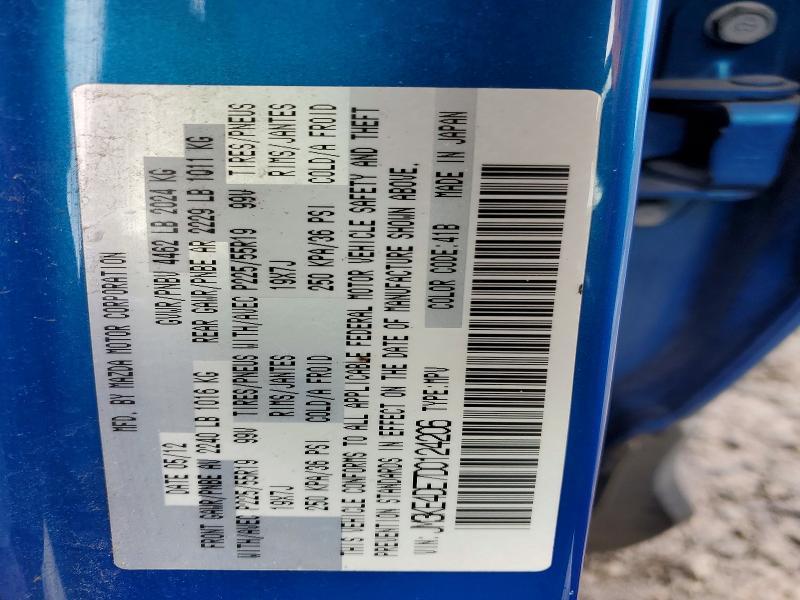 MFD. BY MAZDA MOTOR CORPORATION
DATE 05/12 GVWR/PNBV 4462 LB 2024 KG
FRONT GAWR/PNBE AV 2240 LB 1016 KG REAR GAWR/PNBE AR 2229 LB 1011 KG
WITH/AVEC P225/55R19 99V TIRES/PNEUS WITH/AVEC P225/55R19 99V TIRES/PNEUS
19X7J RIMS/JANTES 19X7J RIMS/JANTES
250 KPA/36 PSI COLD/A FROID 250 KPA/36 PSI COLD/A FROID
THIS VEHICLE CONFORMS TO ALL APPLICABLE FEDERAL MOTOR VEHICLE SAFETY AND THEFT
PREVENTION STANDARDS IN EFFECT ON THE DATE OF MANUFACTURE SHOWN ABOVE.
VIN: JM3KE4DE7D0124206 TYPE:MPV COLOR CODE:41B MADE IN JAPAN